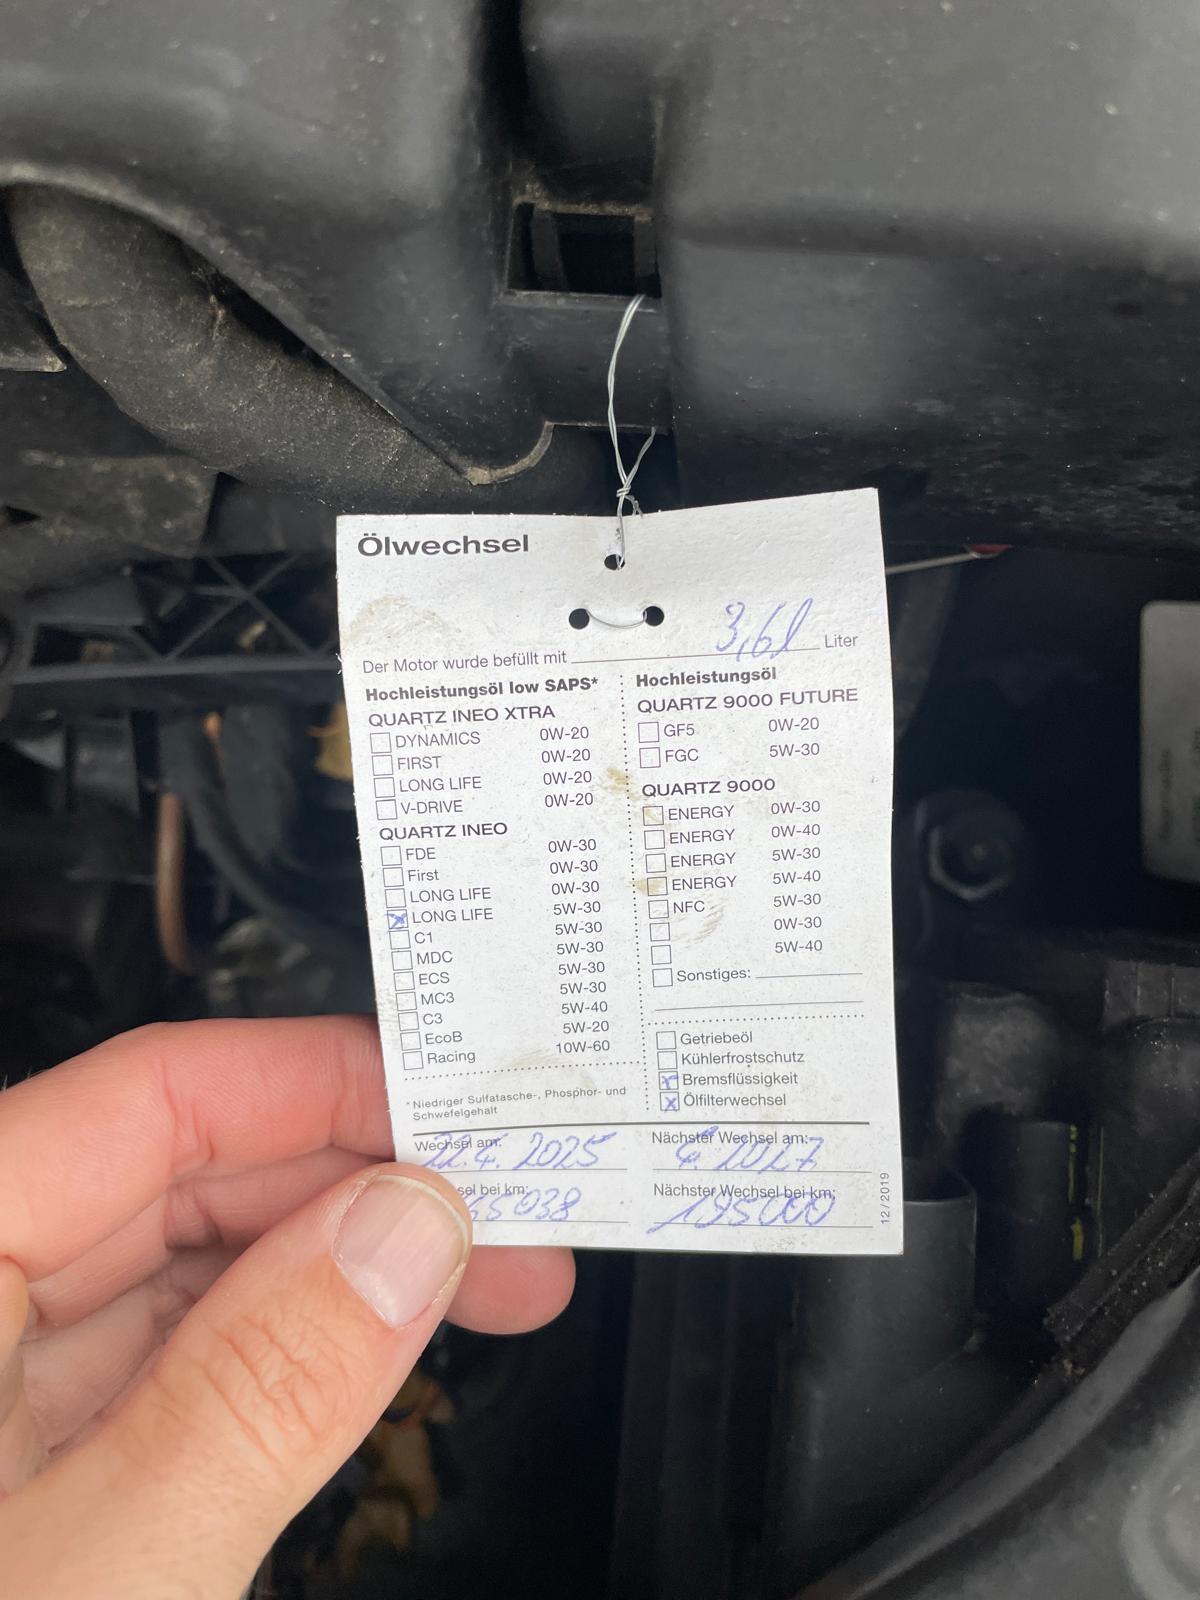 Ölwechsel
Der Motor wurde befüllt mit 3,6l Liter
Hochleistungsöl low SAPS*
QUARTZ INEO XTRA
DYNAMICS 0W-20
FIRST 0W-20
LONG LIFE 0W-20
V-DRIVE 0W-20
QUARTZ INEO
FDE 0W-30
First 0W-30
LONG LIFE 0W-30
x LONG LIFE 5W-30
C1 5W-30
MDC 5W-30
ECS 5W-30
MC3 5W-30
C3 5W-40
EcoB 5W-20
Racing 10W-60
* Niedriger Sulfatasche-, Phosphor- und
Schwefelgehalt
Hochleistungsöl
QUARTZ 9000 FUTURE
GF5 0W-20
FGC 5W-30
QUARTZ 9000
ENERGY 0W-30
ENERGY 0W-40
ENERGY 5W-30
ENERGY 5W-40
NFC 5W-30
0W-30
5W-40
Sonstiges:
Getriebeöl
Kühlerfrostschutz
x Bremsflüssigkeit
x Ölfilterwechsel
Wechsel am: 22.4.2025
Nächster Wechsel am: 4.2027
sel bei km: 65038
Nächster Wechsel bei km: 195000
12/2019